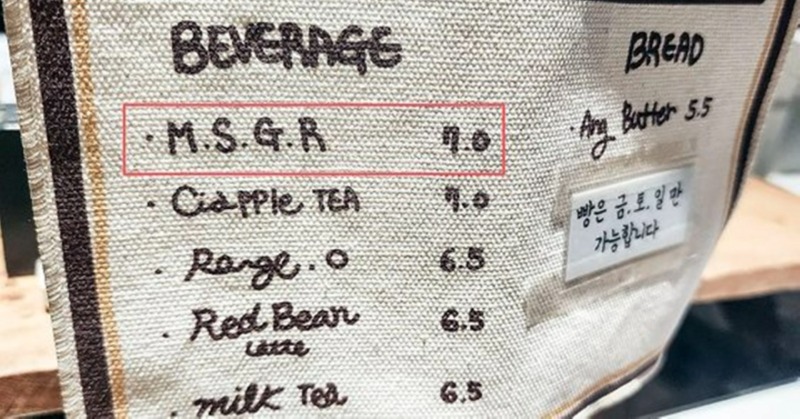 BEVERAGE
· M.S.G.R 7.0
· Ciapple TEA 7.0
· Range . O 6.5
· Red Bean 6.5
Latte
· milk Tea 6.5
BREAD
· Ang Butter 5.5
빵은 금.토.일만
가능합니다